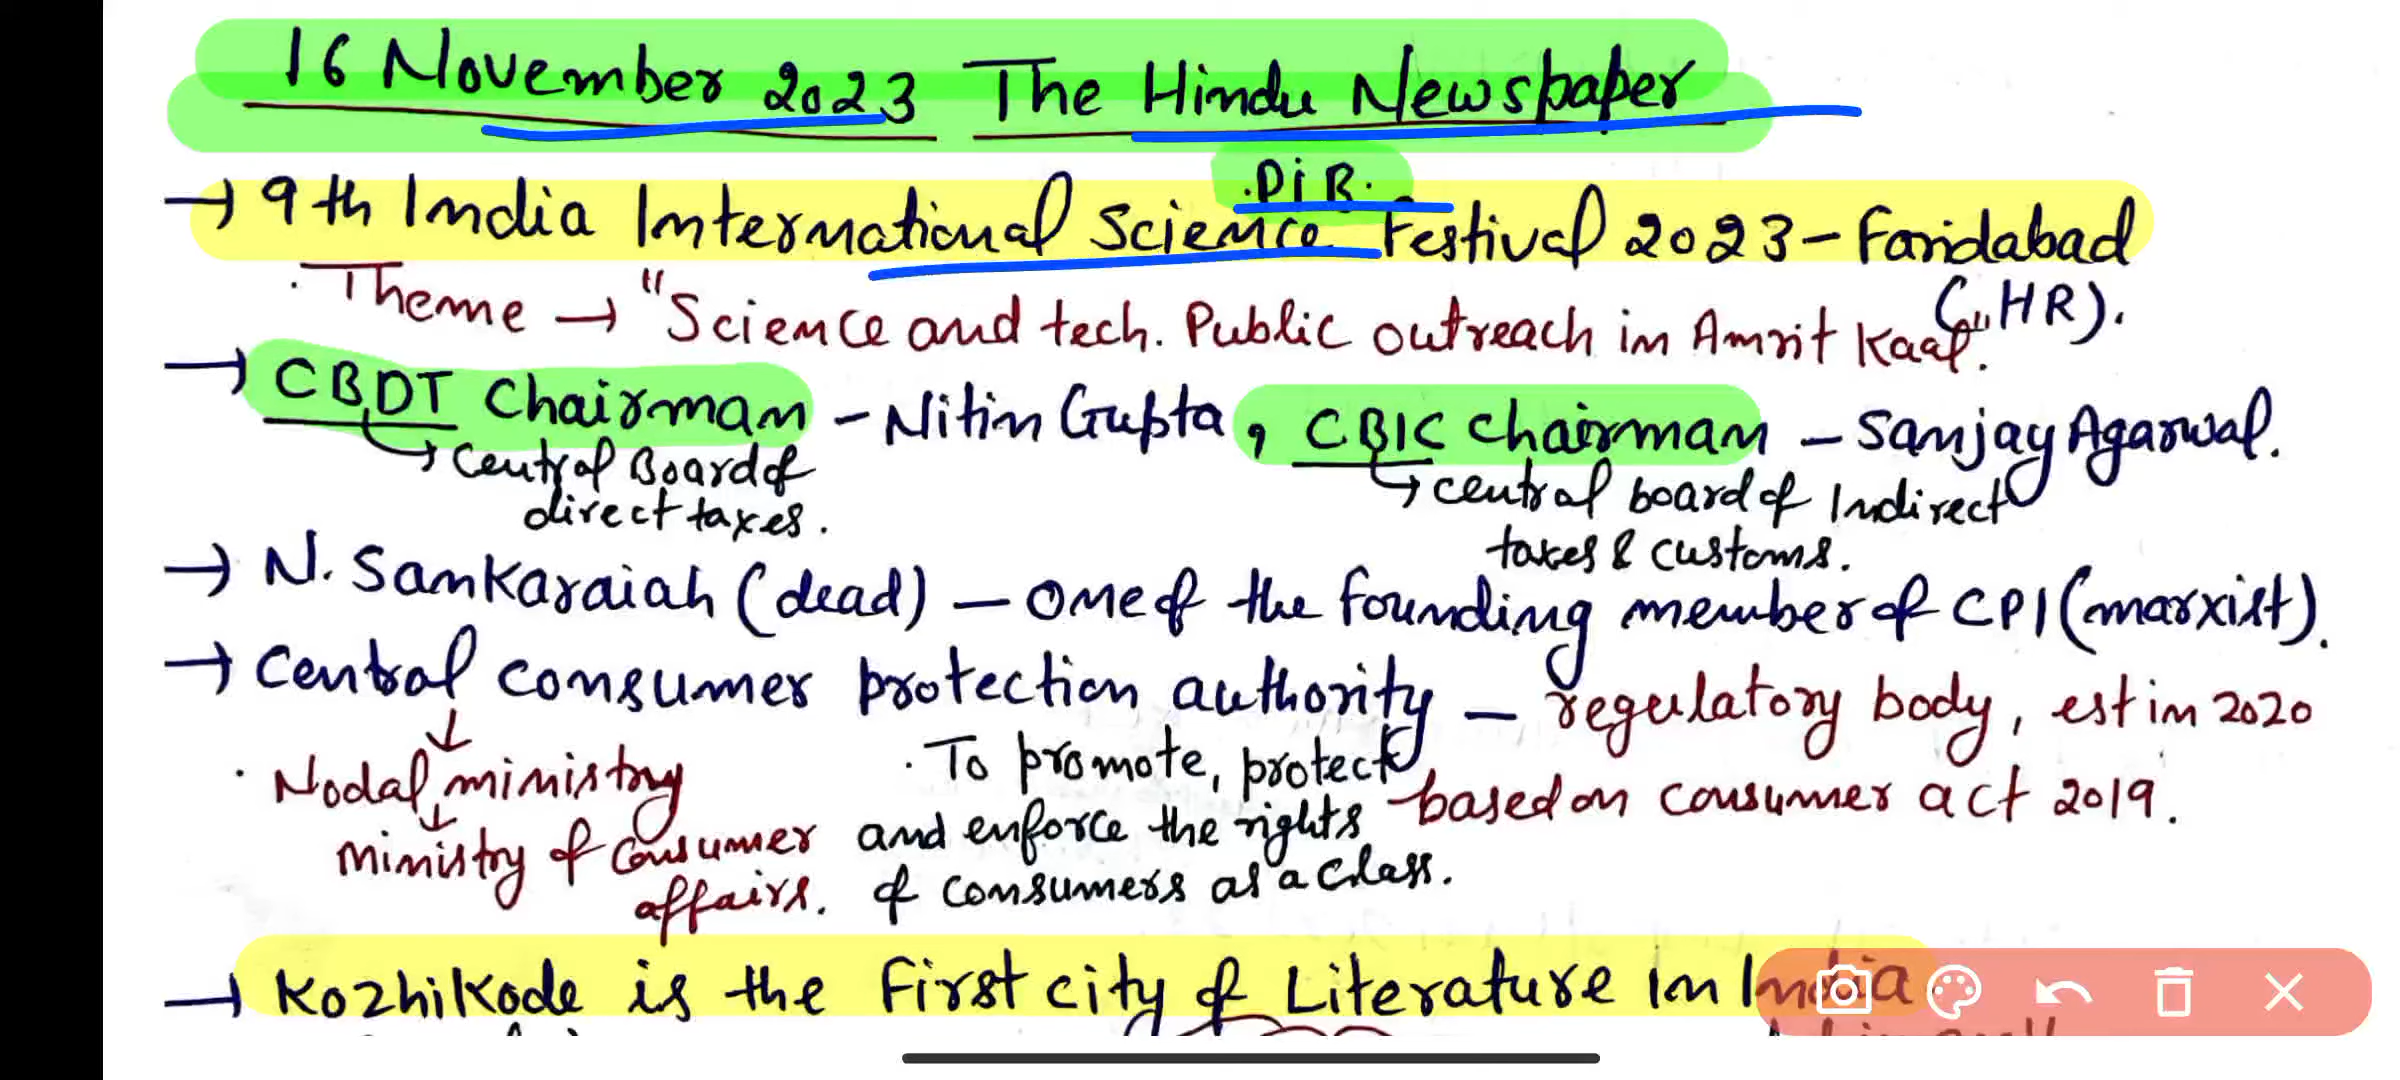 16 November 2023 The Hindu Newspaper
.DiR.
→ 9th India International Science Festival 2023 - Faridabad
(HR).
. Theme → "Science and tech. Public outreach in Amrit Kaal."
→ CBDT Chairman - Nitin Gupta, CBIC Chairman - Sanjay Agarwal.
→ Central Board of
direct taxes.
→ central board of Indirect
taxes & customs.
→ N. Sankaraiah (dead) - One of the founding member of CPI (marxist).
→ Central consumer protection authority - regulatory body, est in 2020
- based on consumer act 2019.
. Nodal ministry
ministry of consumer
affairs.
. To promote, protect
and enforce the rights
of consumers as a class.
→ Kozhikode is the first city of Literature in India